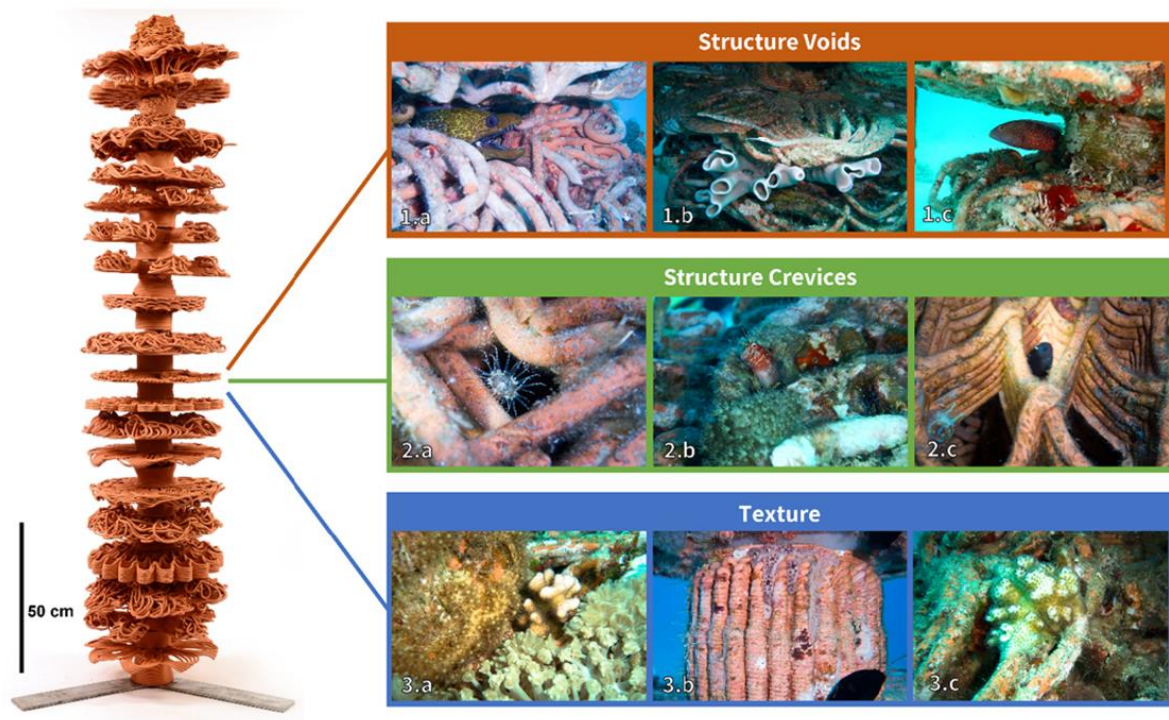 Structure Voids
1.a
1.b
1.c
Structure Crevices
2.a
2.b
2.c
Texture
3.a
3.b
3.c
50 cm